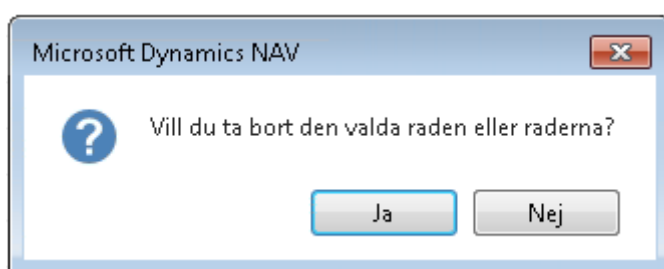 Microsoft Dynamics NAV
Vill du ta bort den valda raden eller raderna?
Ja
Nej